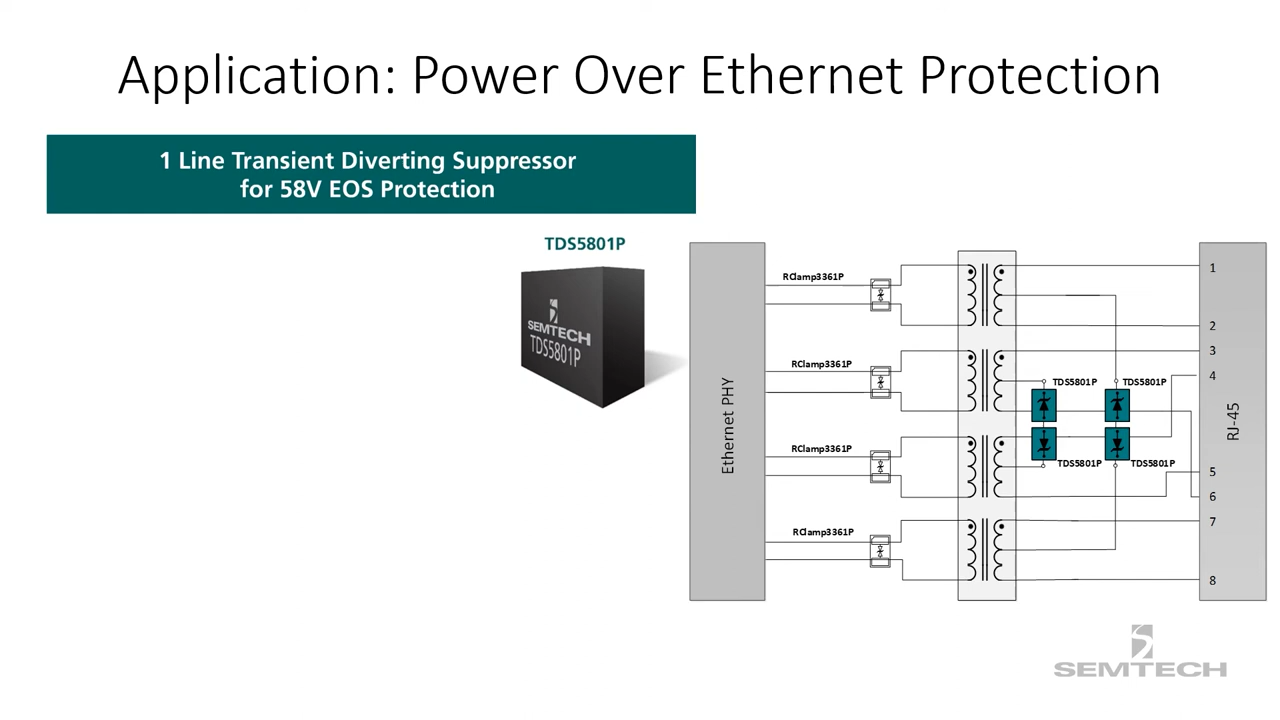 Application: Power Over Ethernet Protection
1 Line Transient Diverting Suppressor
for 58V EOS Protection
TDS5801P
SEMTECH
TDS5801P
Ethernet PHY
RClamp3361P
RClamp3361P
RClamp3361P
RClamp3361P
TDS5801P
TDS5801P
TDS5801P
TDS5801P
1
2
3
4
5
6
7
8
RJ-45
SEMTECH